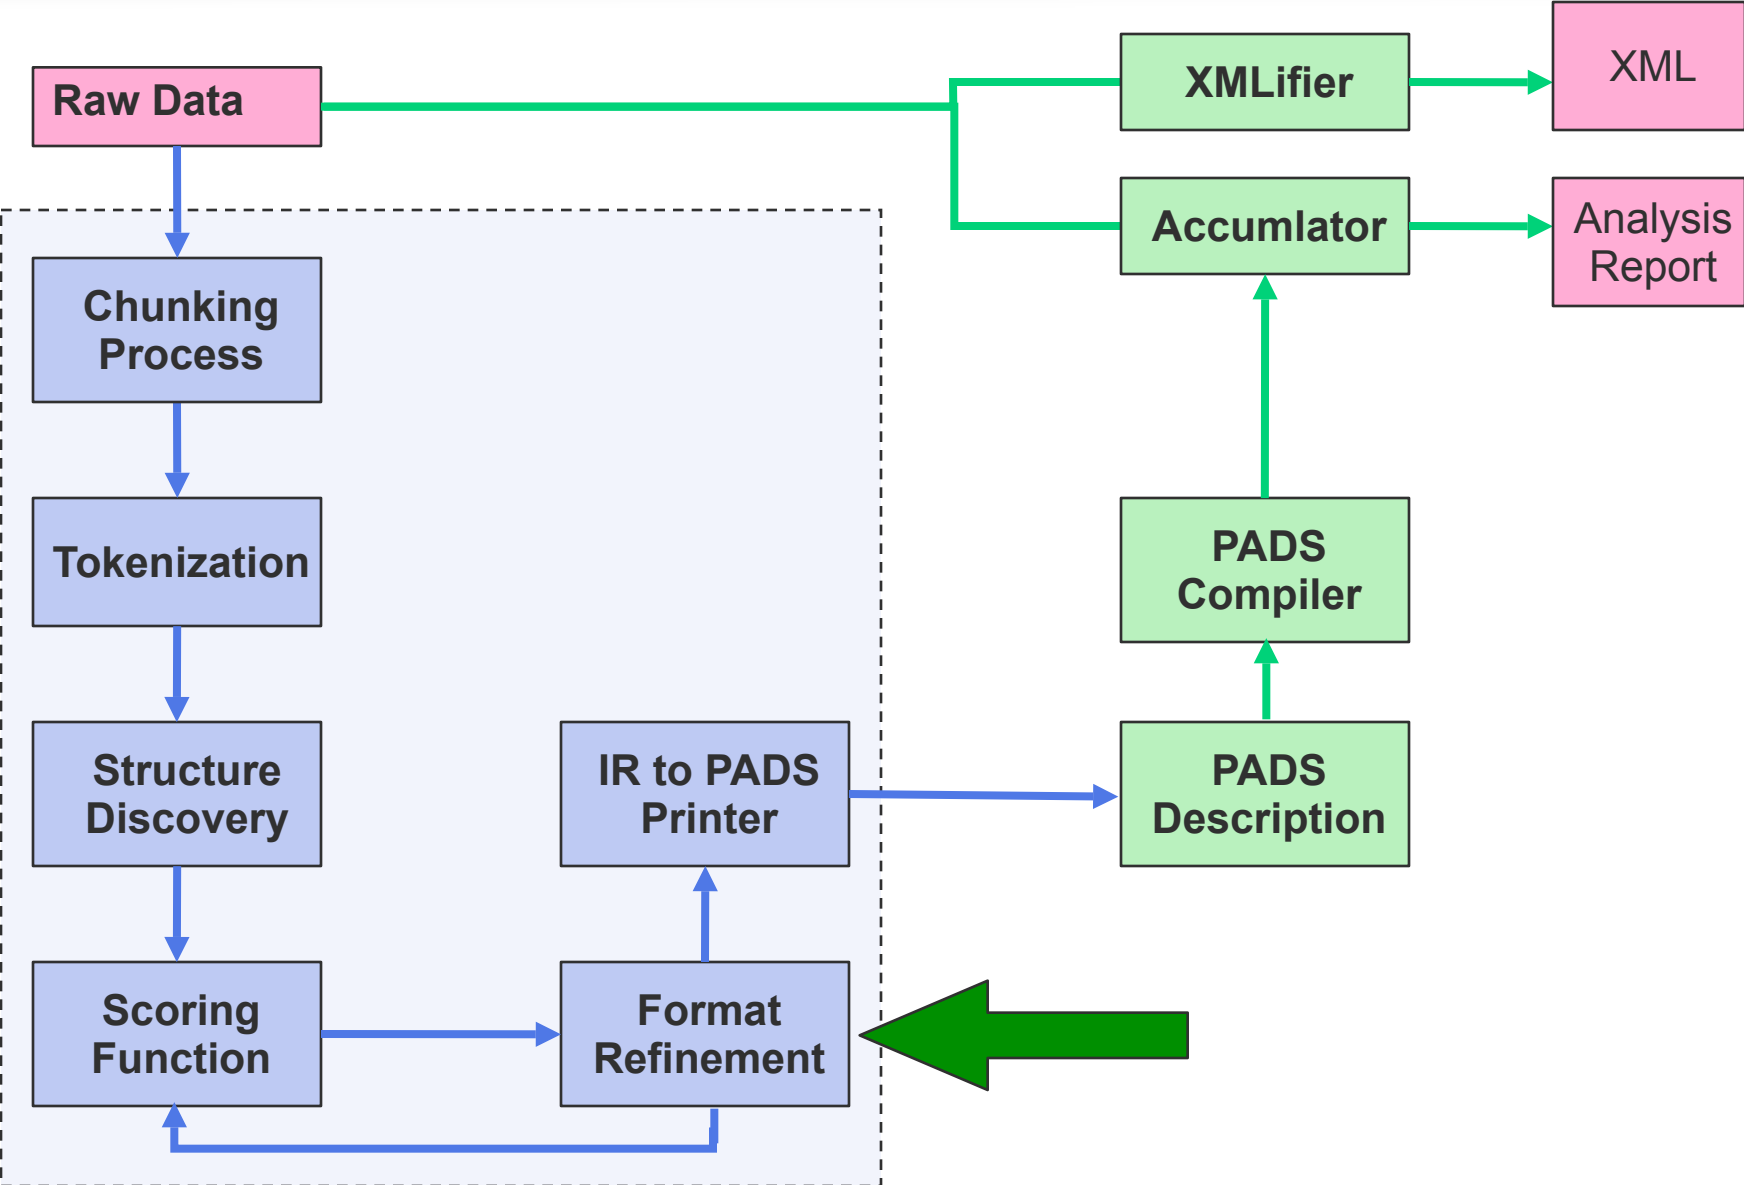 Raw Data
XMLifier
XML
Accumlator
Analysis
Report
Chunking
Process
Tokenization
PADS
Compiler
Structure
Discovery
IR to PADS
Printer
PADS
Description
Scoring
Function
Format
Refinement